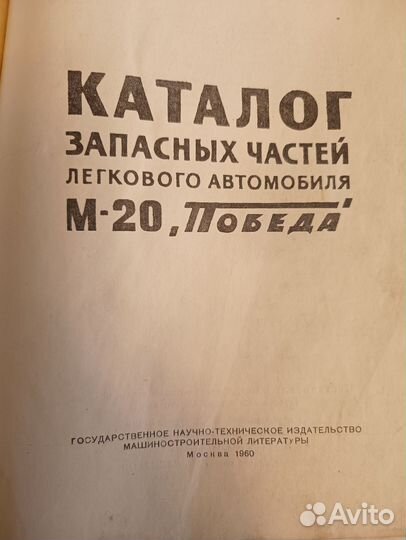 КАТАЛОГ
ЗАПАСНЫХ ЧАСТЕЙ
ЛЕГКОВОГО АВТОМОБИЛЯ
М-20 „ПОБЕДА"
ГОСУДАРСТВЕННОЕ НАУЧНО-ТЕХНИЧЕСКОЕ ИЗДАТЕЛЬСТВО
МАШИНОСТРОИТЕЛЬНОЙ ЛИТЕРАТУРЫ
Москва 1960
Avito